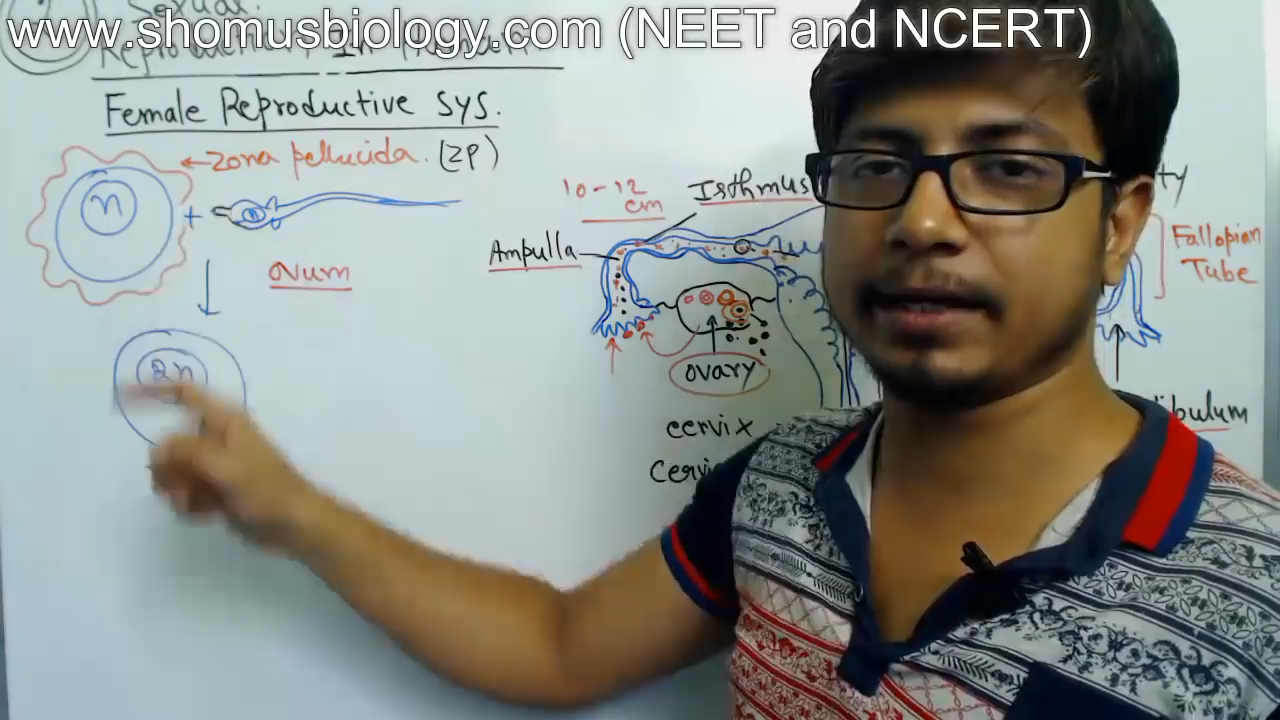 www.shomusbiology.com (NEET and NCERT)
Sexual
Female Reproductive Sys.
←Zona pellucida. (ZP)
n
+
n
ovum
2n
10-12
cm
Isthmus
Ampulla
ovary
cervix
Fallopian
Tube